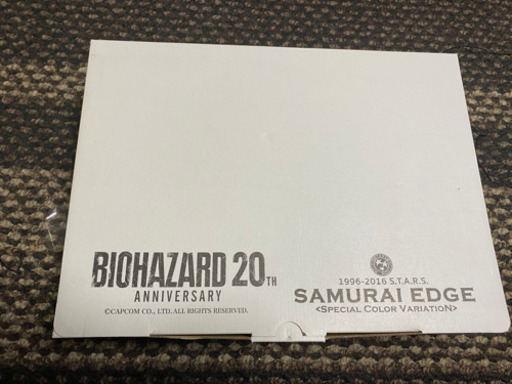 BIOHAZARD 20TH
ANNIVERSARY
©CAPCOM CO., LTD. ALL RIGHTS RESERVED.
1996-2016 S.T.A.R.S.
SAMURAI EDGE
<SPECIAL COLOR VARIATION>